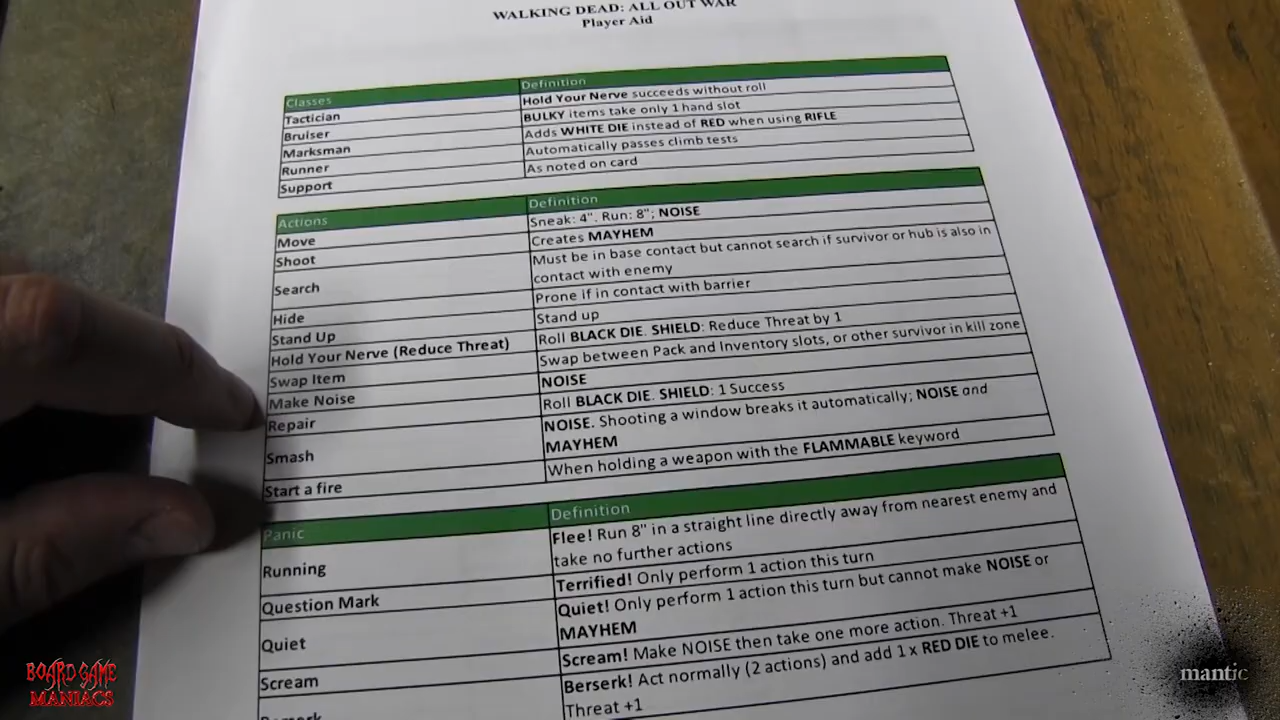 WALKING DEAD: ALL OUT WAR
Player Aid
Classes Definition
Tactician Hold Your Nerve succeeds without roll
Bruiser BULKY items take only 1 hand slot
Marksman Adds WHITE DIE instead of RED when using RIFLE
Runner Automatically passes climb tests
Support As noted on card
Actions Definition
Move Sneak: 4". Run: 8"; NOISE
Shoot Creates MAYHEM
Search Must be in base contact but cannot search if survivor or hub is also in
contact with enemy
Hide Prone if in contact with barrier
Stand Up Stand up
Hold Your Nerve (Reduce Threat) Roll BLACK DIE. SHIELD: Reduce Threat by 1
Swap Item Swap between Pack and Inventory slots, or other survivor in kill zone
Make Noise NOISE
Repair Roll BLACK DIE. SHIELD: 1 Success
Smash NOISE. Shooting a window breaks it automatically; NOISE and
MAYHEM
Start a fire When holding a weapon with the FLAMMABLE keyword
Panic Definition
Running Flee! Run 8" in a straight line directly away from nearest enemy and
take no further actions
Question Mark Terrified! Only perform 1 action this turn
Quiet Quiet! Only perform 1 action this turn but cannot make NOISE or
MAYHEM
Scream Scream! Make NOISE then take one more action. Threat +1
Berserk! Act normally (2 actions) and add 1 x RED DIE to melee.
Threat +1
BOARD GAME
MANIACS
mantic